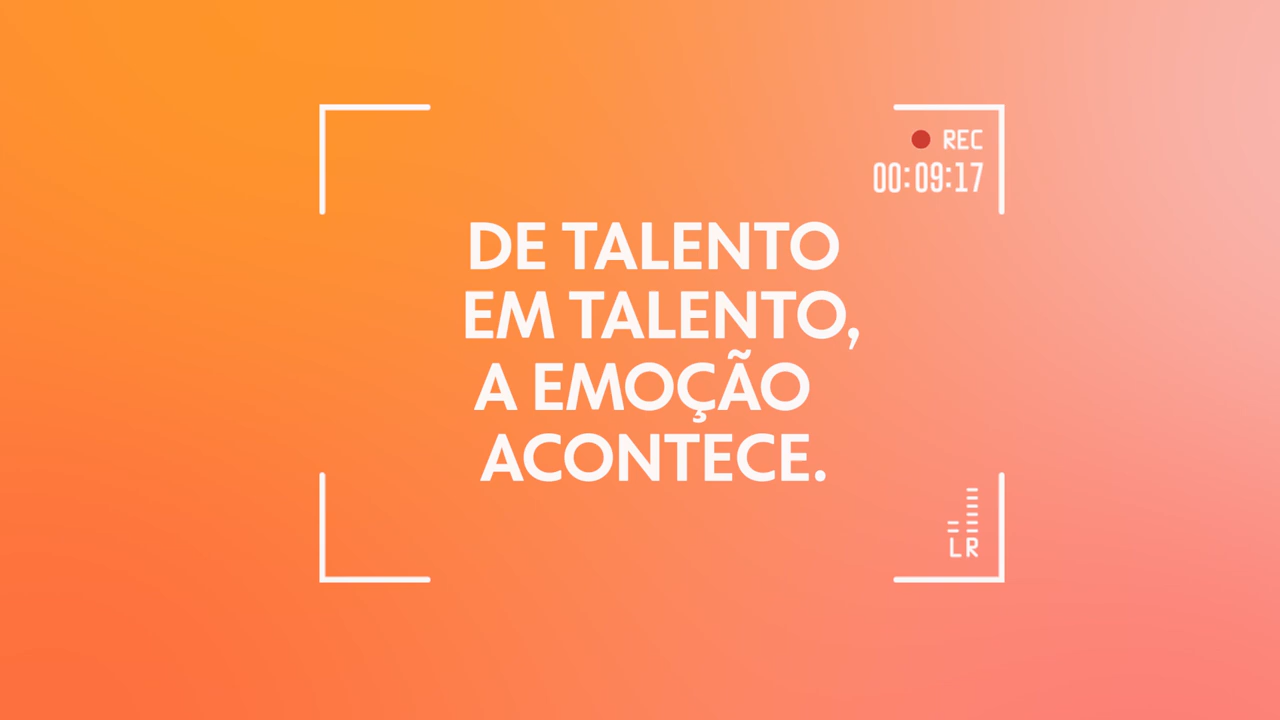 REC
00:09:17
DE TALENTO
EM TALENTO,
A EMOÇÃO
ACONTECE.
LR